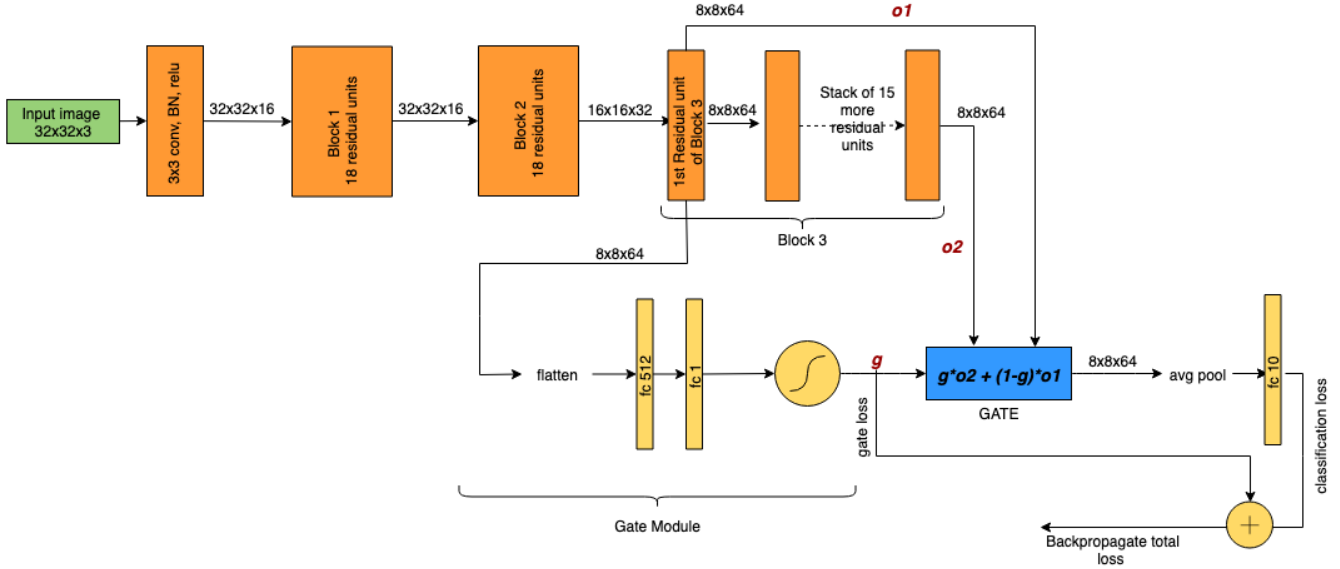 8x8x64
o1
Input image
32x32x3
3x3 conv, BN, relu
32x32x16
Block 1
18 residual units
32x32x16
Block 2
18 residual units
16x16x32
1st Residual unit
of Block 3
8x8x64
Stack of 15
more
residual
units
8x8x64
Block 3
8x8x64
o2
flatten
fc 512
fc 1
g
gate loss
g*o2 + (1-g)*o1
GATE
8x8x64
avg pool
fc 10
classification loss
Gate Module
+
Backpropagate total
loss